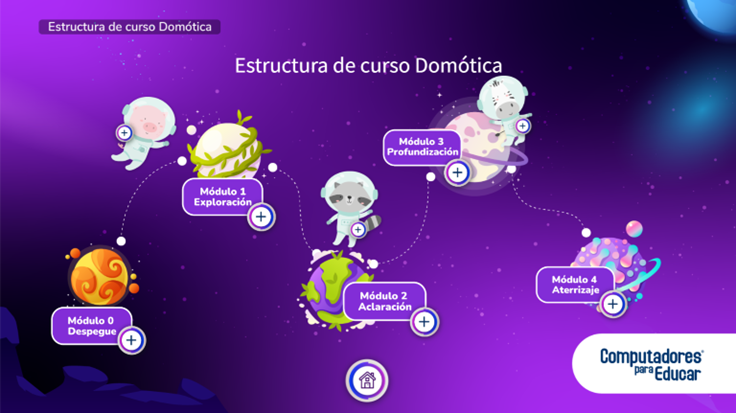 Estructura de curso Domótica
Estructura de curso Domótica
Módulo 0
Despegue
Módulo 1
Exploración
Módulo 2
Aclaración
Módulo 3
Profundización
Módulo 4
Aterrizaje
Computadores
para
Educar